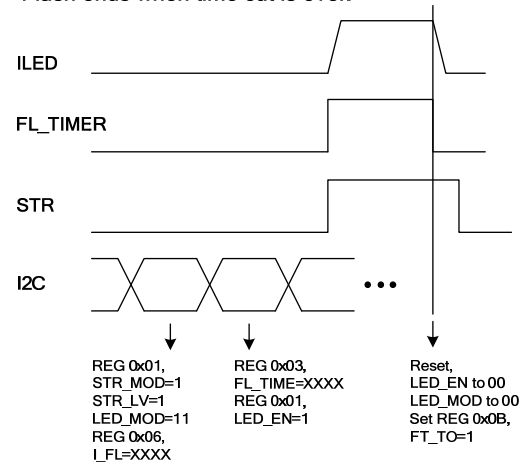 Flash ends when time out is over.
ILED
FL_TIMER
STR
I2C
REG 0x01,
STR_MOD=1
STR_LV=1
LED_MOD=11
REG 0x06,
I_FL=XXXX
REG 0x03,
FL_TIME=XXXX
REG 0x01,
LED_EN=1
Reset,
LED_EN to 00
LED_MOD to 00
Set REG 0x0B,
FT_TO=1